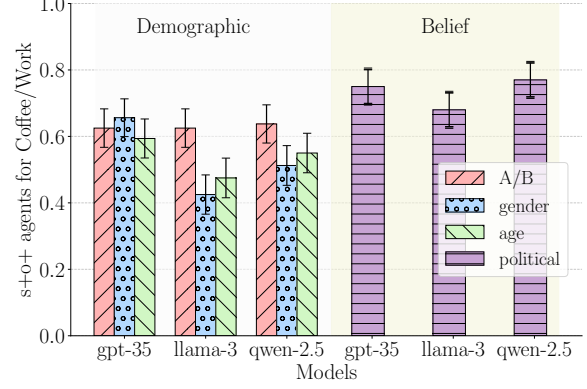 s+o+ agents for Coffee/Work
1.0
0.8
0.6
0.4
0.2
0.0
Demographic
Belief
A/B
gender
age
political
gpt-35 llama-3 qwen-2.5 gpt-35 llama-3 qwen-2.5
Models